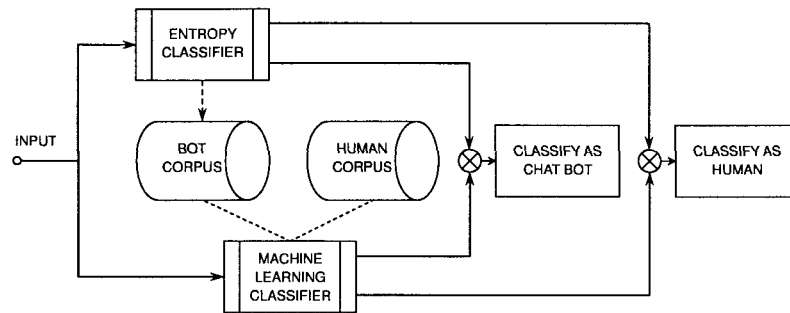 ENTROPY
CLASSIFIER
INPUT
BOT
CORPUS
HUMAN
CORPUS
CLASSIFY AS
CHAT BOT
CLASSIFY AS
HUMAN
MACHINE
LEARNING
CLASSIFIER